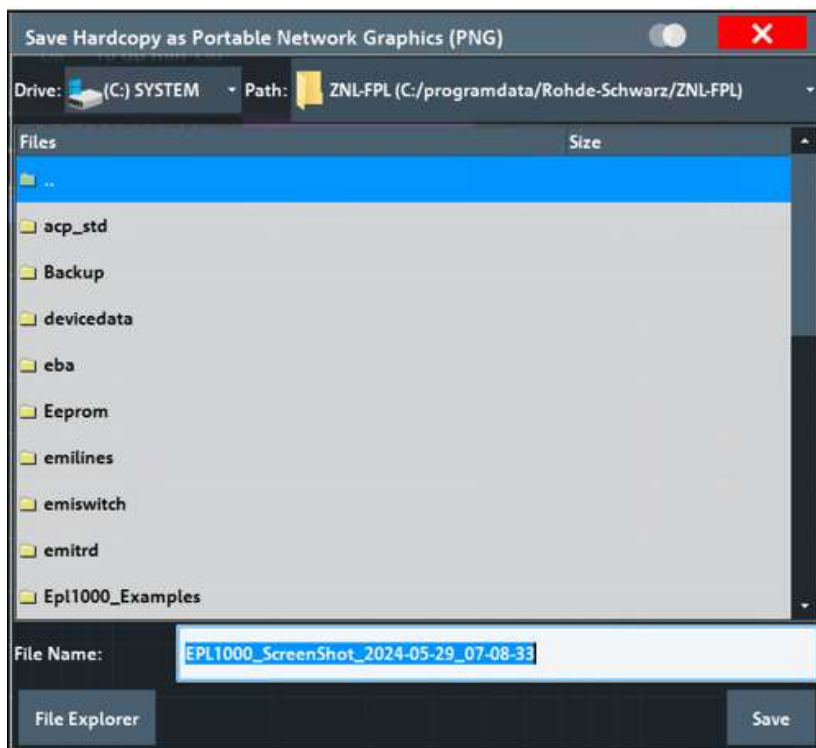 Save Hardcopy as Portable Network Graphics (PNG)
Drive: (C:) SYSTEM Path: ZNL-FPL (C:/programdata/Rohde-Schwarz/ZNL-FPL)
Files Size
..
acp_std
Backup
devicedata
eba
Eeprom
emilines
emiswitch
emitrd
Epl1000_Examples
File Name: EPL1000_ScreenShot_2024-05-29_07-08-33
File Explorer Save